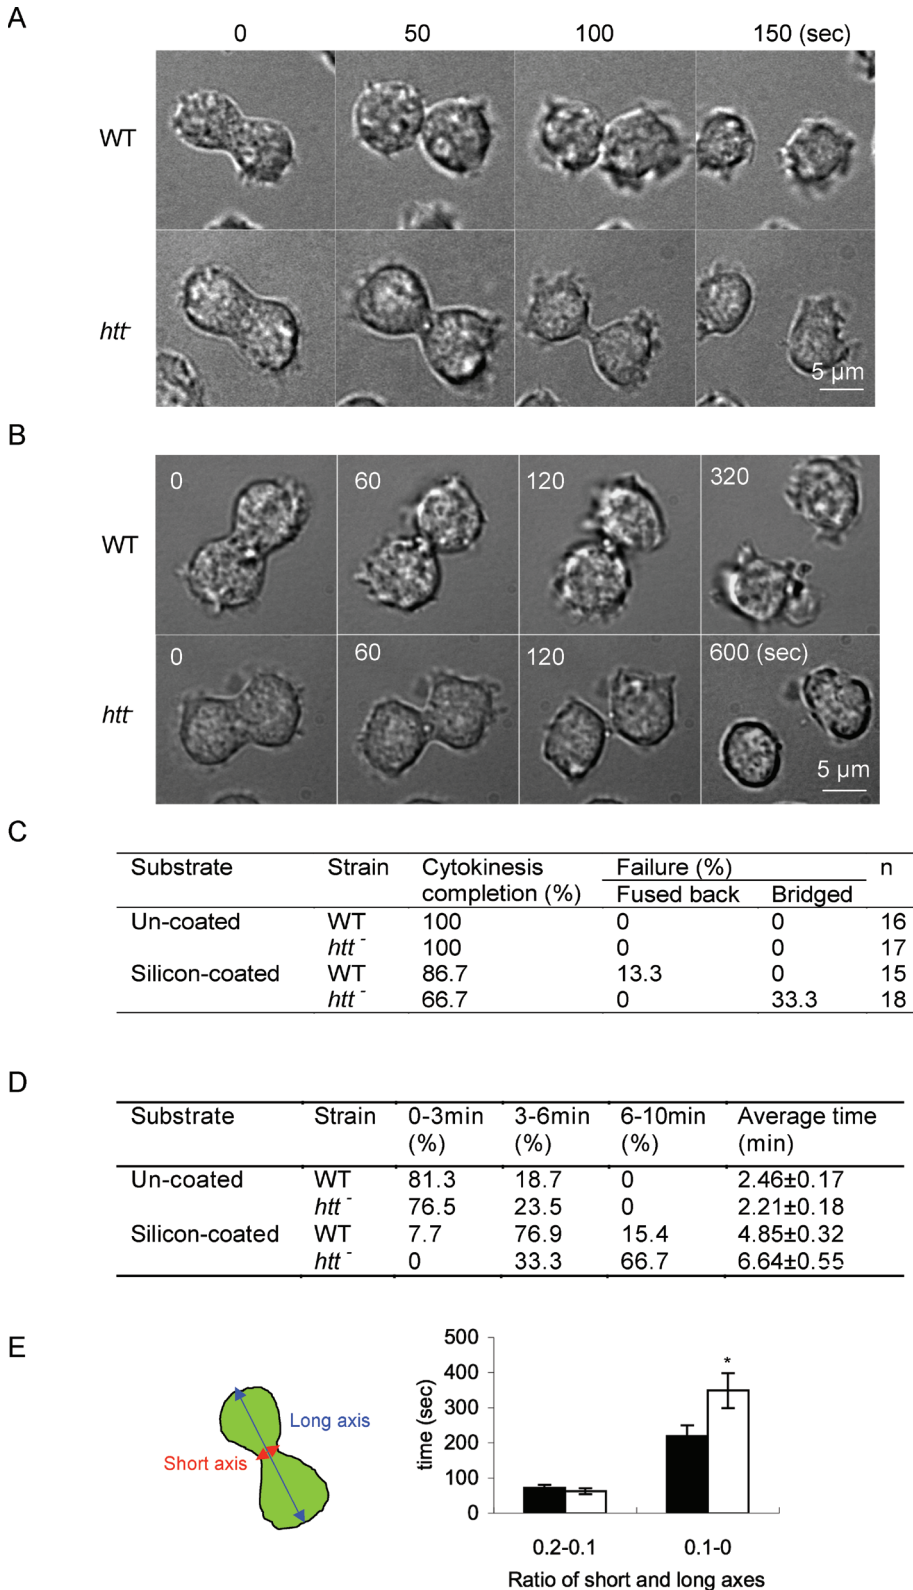 A
0 50 100 150 (sec)
WT
htt-
5 µm
B
0 60 120 320
WT
0 60 120 600 (sec)
htt-
5 µm
C
Substrate Strain Cytokinesis completion (%) Failure (%) n
Fused back Bridged
Un-coated WT 100 0 0 16
htt - 100 0 0 17
Silicon-coated WT 86.7 13.3 0 15
htt - 66.7 0 33.3 18
D
Substrate Strain 0-3min (%) 3-6min (%) 6-10min (%) Average time (min)
Un-coated WT 81.3 18.7 0 2.46±0.17
htt - 76.5 23.5 0 2.21±0.18
Silicon-coated WT 7.7 76.9 15.4 4.85±0.32
htt - 0 33.3 66.7 6.64±0.55
E
Long axis
Short axis
time (sec)
500
400
300
200
100
0
*
0.2-0.1 0.1-0
Ratio of short and long axes